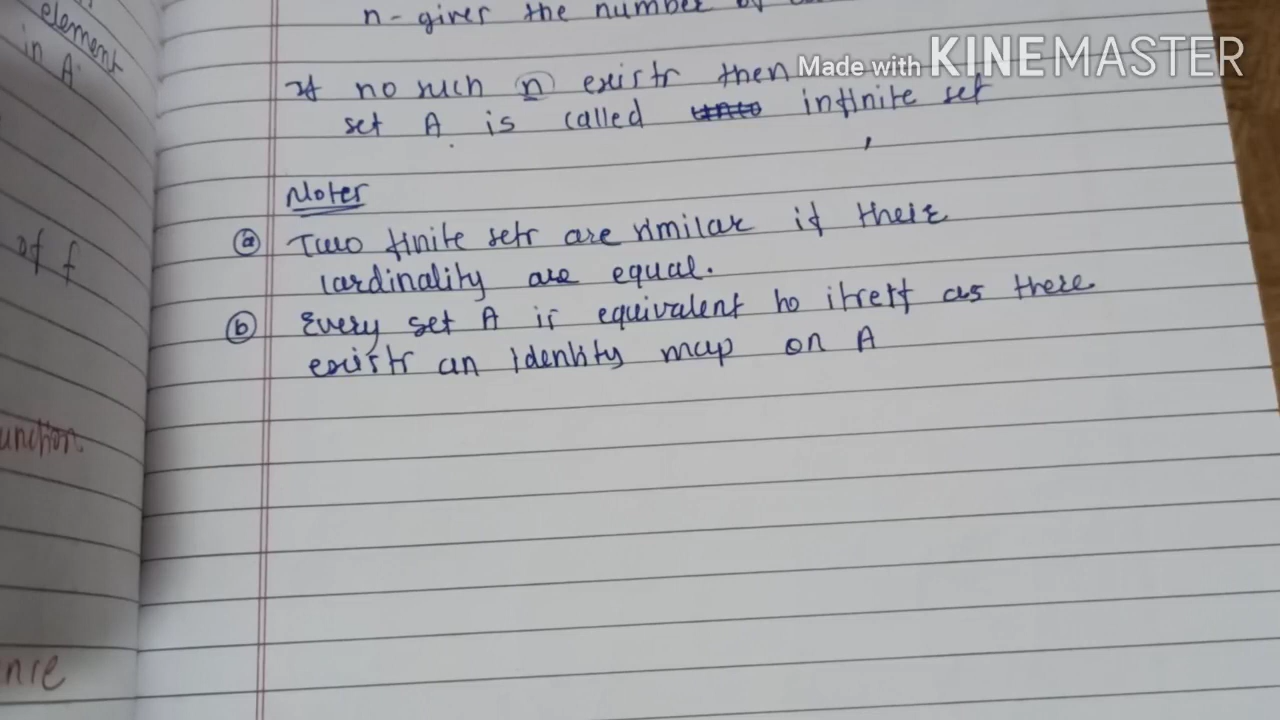 element
in A.
of f
unction
nce
n - gives the number of
If no such n exists then
set A is called infinite set
Made with KINEMASTER
Notes
(a) Two finite sets are similar if their
cardinality are equal.
(b) Every set A is equivalent to itself as there
exists an identity map on A